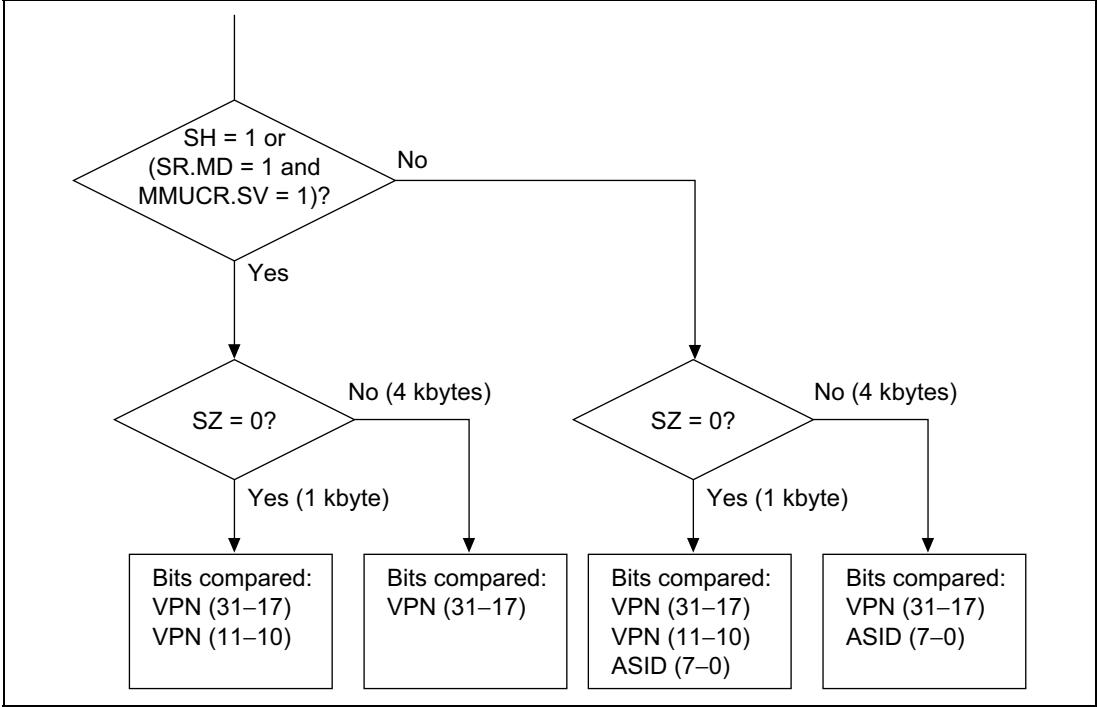 SH = 1 or
(SR.MD = 1 and
MMUCR.SV = 1)?
No
Yes
SZ = 0?
No (4 kbytes)
Yes (1 kbyte)
SZ = 0?
No (4 kbytes)
Yes (1 kbyte)
Bits compared:
VPN (31–17)
VPN (11–10)
Bits compared:
VPN (31–17)
Bits compared:
VPN (31–17)
VPN (11–10)
ASID (7–0)
Bits compared:
VPN (31–17)
ASID (7–0)